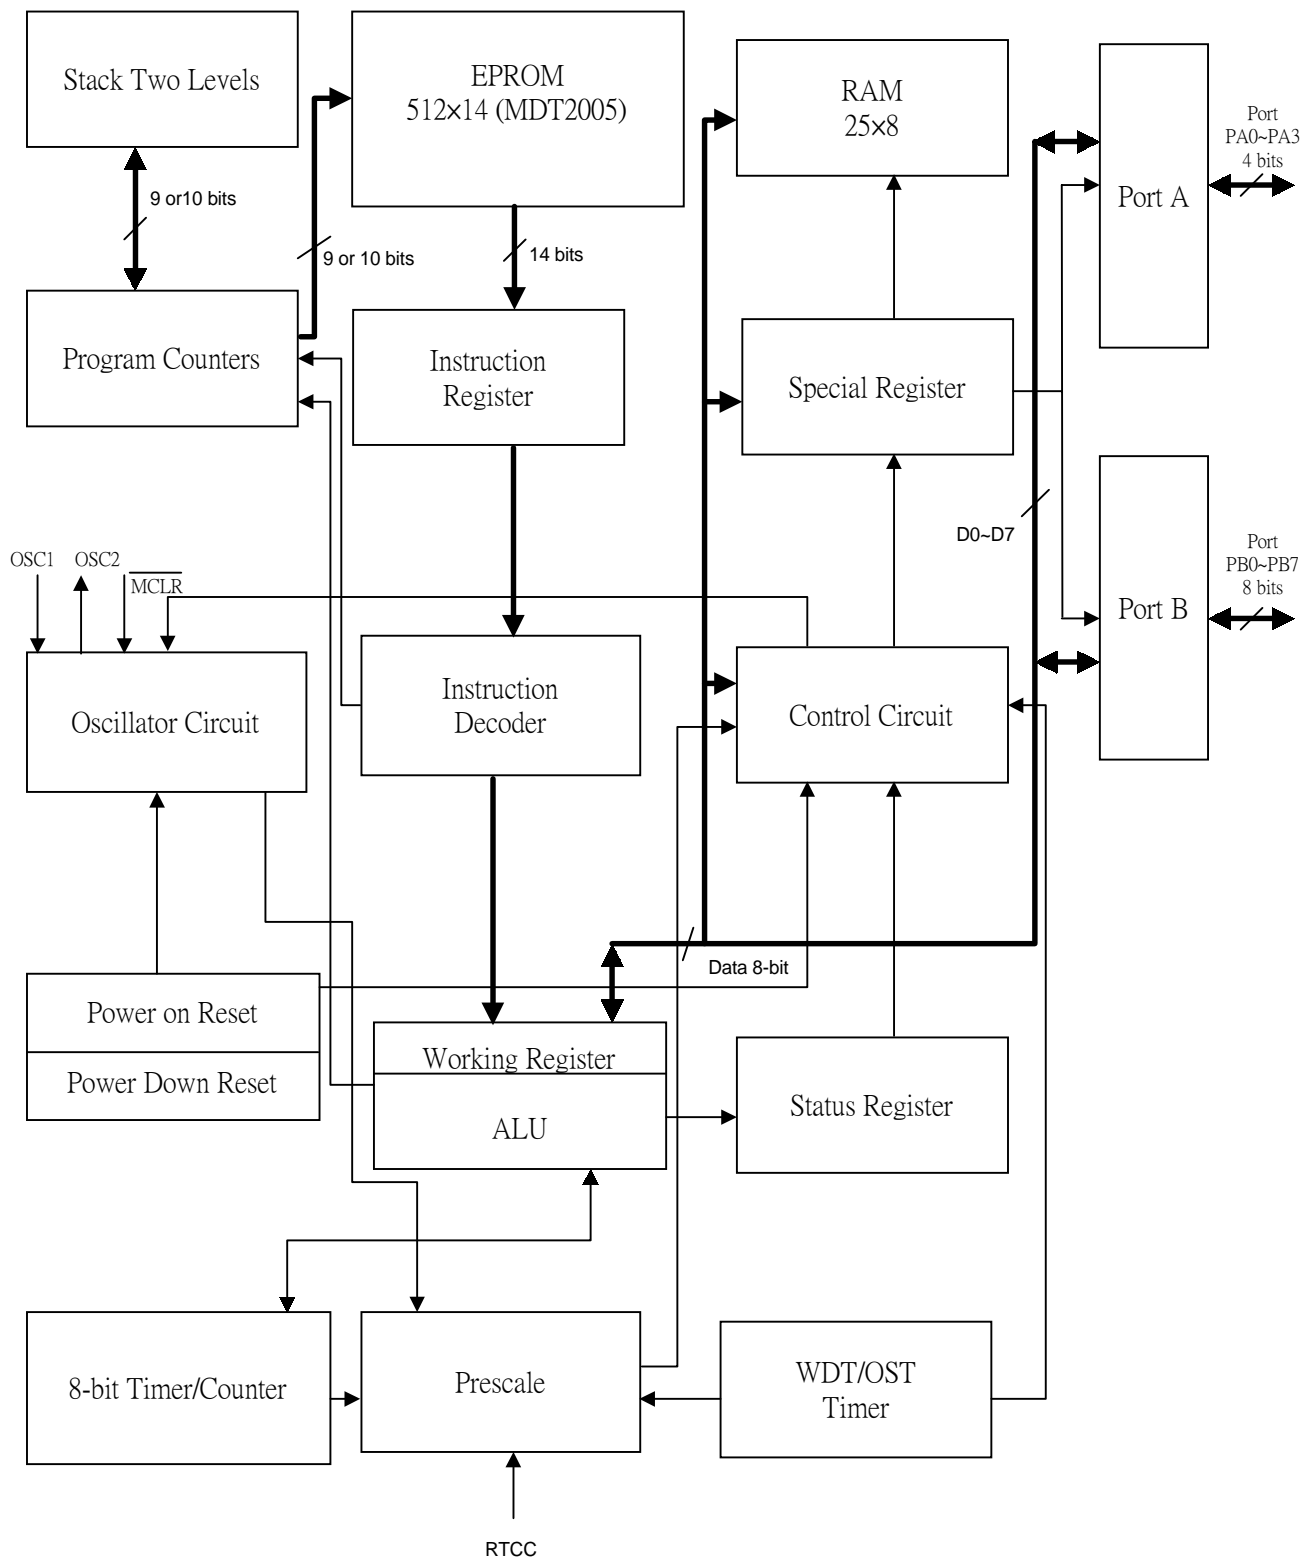 Stack Two Levels
EPROM
512×14 (MDT2005)
RAM
25×8
Port
PA0~PA3
4 bits
Port A
9 or10 bits
9 or 10 bits
14 bits
Program Counters
Instruction
Register
Special Register
D0~D7
Port
PB0~PB7
8 bits
Port B
OSC1
OSC2
MCLR
Oscillator Circuit
Instruction
Decoder
Control Circuit
Data 8-bit
Power on Reset
Power Down Reset
Working Register
ALU
Status Register
8-bit Timer/Counter
Prescale
WDT/OST
Timer
RTCC